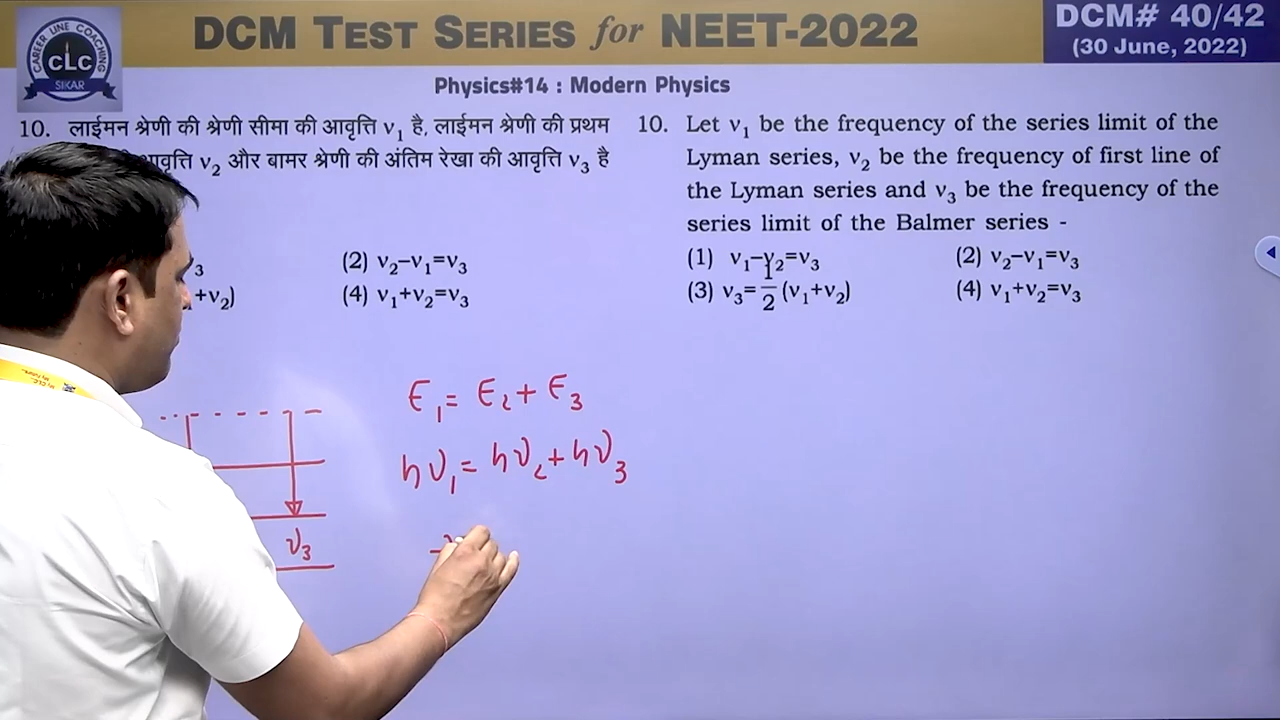 DCM TEST SERIES for NEET-2022
DCM# 40/42
(30 June, 2022)
CAREER LINE COACHING
CLC
SIKAR
Physics#14 : Modern Physics
10. लाईमन श्रेणी की श्रेणी सीमा की आवृत्ति ν₁ है, लाईमन श्रेणी की प्रथम
ν₂ और बामर श्रेणी की अंतिम रेखा की आवृत्ति ν₃ है
3
(2) ν₂–ν₁=ν₃
+ν₂)
(4) ν₁+ν₂=ν₃
10. Let ν₁ be the frequency of the series limit of the
Lyman series, ν₂ be the frequency of first line of
the Lyman series and ν₃ be the frequency of the
series limit of the Balmer series -
(1) ν₁–ν₂=ν₃
(2) ν₂–ν₁=ν₃
(3) ν₃=1/2 (ν₁+ν₂)
(4) ν₁+ν₂=ν₃
E₁ = E₂ + E₃
hν₁ = hν₂ + hν₃
ν₃